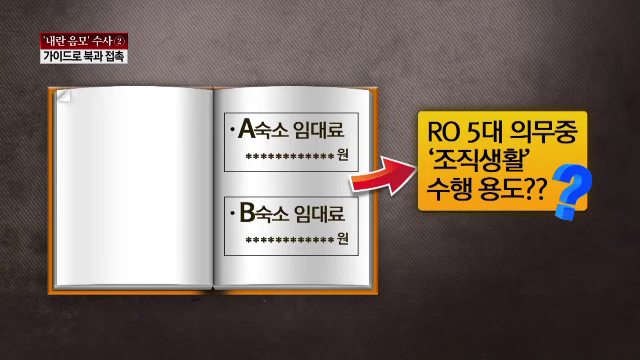 '내란 음모' 수사 ②
가이드로 북과 접촉
· A숙소 임대료
************ 원
· B숙소 임대료
************ 원
RO 5대 의무중
‘조직생활’
수행 용도??
?